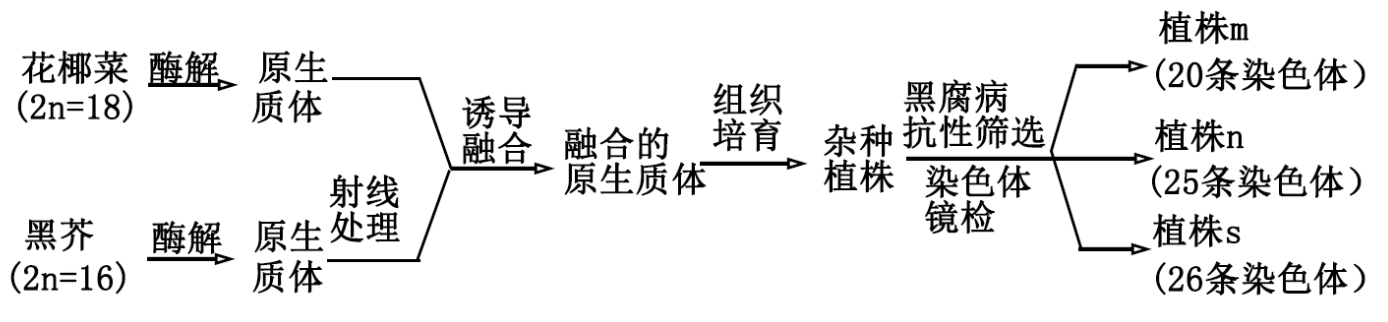 花椰菜
(2n=18)
酶解
原生
质体
黑芥
(2n=16)
酶解
原生
质体
射线
处理
诱导
融合
融合的
原生质体
组织
培育
杂种
植株
黑腐病
抗性筛选
染色体
镜检
植株m
(20条染色体)
植株n
(25条染色体)
植株s
(26条染色体)